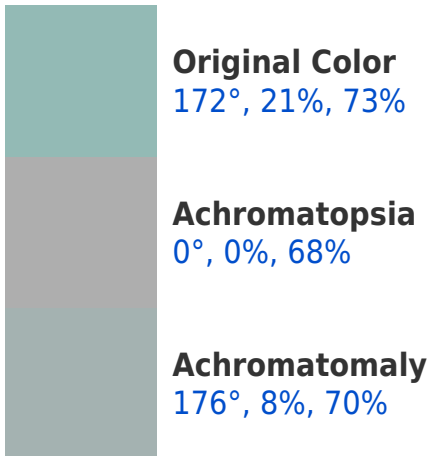 Original Color
172°, 21%, 73%
Achromatopsia
0°, 0%, 68%
Achromatomaly
176°, 8%, 70%